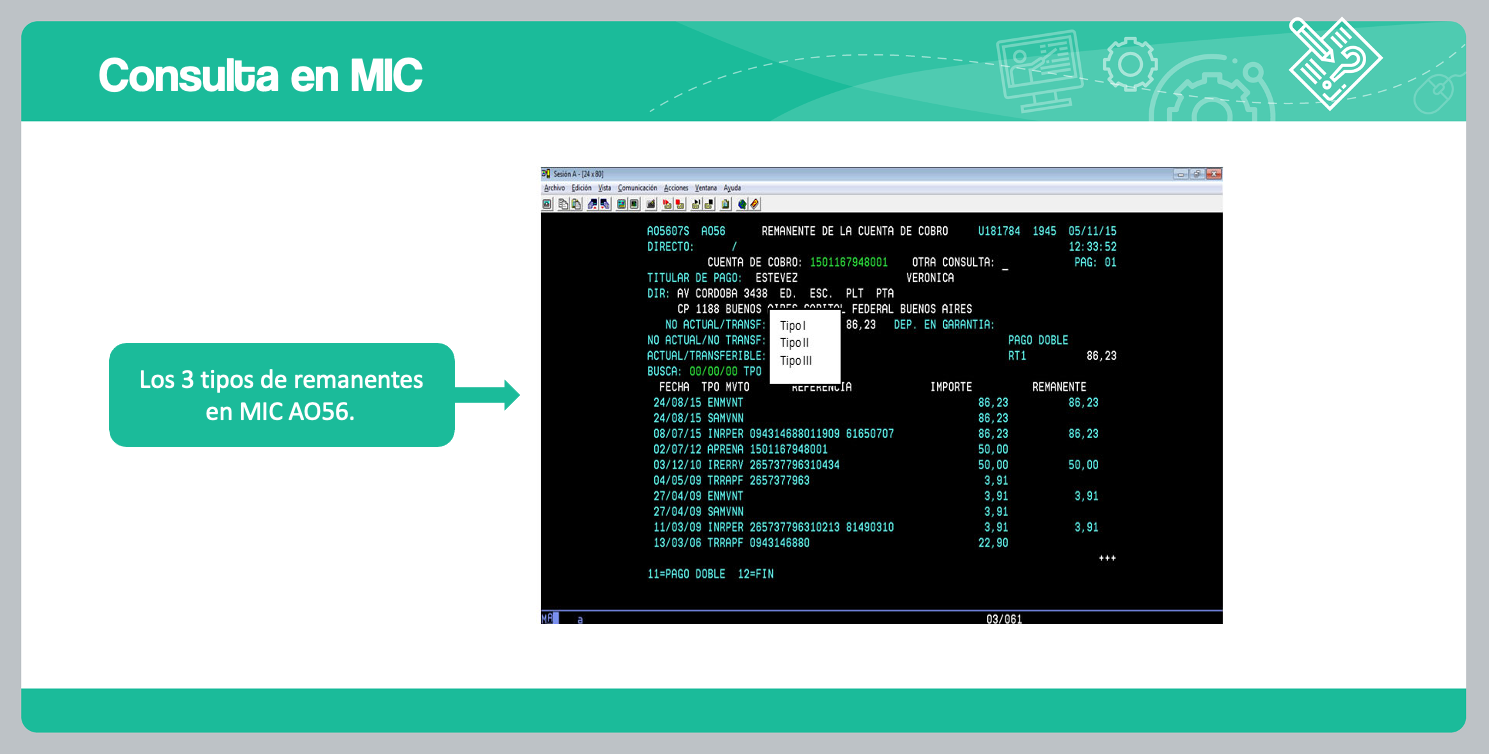 Consulta en MIC
Los 3 tipos de remanentes
en MIC AO56.
Sesión A - [24 x 80]
Archivo Edición Vista Comunicación Acciones Ventana Ayuda
AO5607S AO56 REMANENTE DE LA CUENTA DE COBRO U181784 1945 05/11/15
DIRECTO: / 12:33:52
CUENTA DE COBRO: 1501167948001 OTRA CONSULTA: _ PAG: 01
TITULAR DE PAGO: ESTEVEZ VERONICA
DIR: AV CORDOBA 3438 ED. ESC. PLT PTA
CP 1188 BUENOS AIRES CAPITAL FEDERAL BUENOS AIRES
NO ACTUAL/TRANSF: Tipo I 86,23 DEP. EN GARANTIA:
NO ACTUAL/NO TRANSF: Tipo II PAGO DOBLE
ACTUAL/TRANSFERIBLE: Tipo III RT1 86,23
BUSCA: 00/00/00 TPO
FECHA TPO MVTO REFERENCIA IMPORTE REMANENTE
24/08/15 ENMVNT 86,23 86,23
24/08/15 SAMVNN 86,23
08/07/15 INRPER 094314688011909 61650707 86,23 86,23
02/07/12 APRENA 1501167948001 50,00
03/12/10 IRERRV 265737796310434 50,00 50,00
04/05/09 TRRAPF 2657377963 3,91
27/04/09 ENMVNT 3,91 3,91
27/04/09 SAMVNN 3,91
11/03/09 INRPER 265737796310213 81490310 3,91 3,91
13/03/06 TRRAPF 0943146880 22,90
+++
11=PAGO DOBLE 12=FIN
MA a 03/061